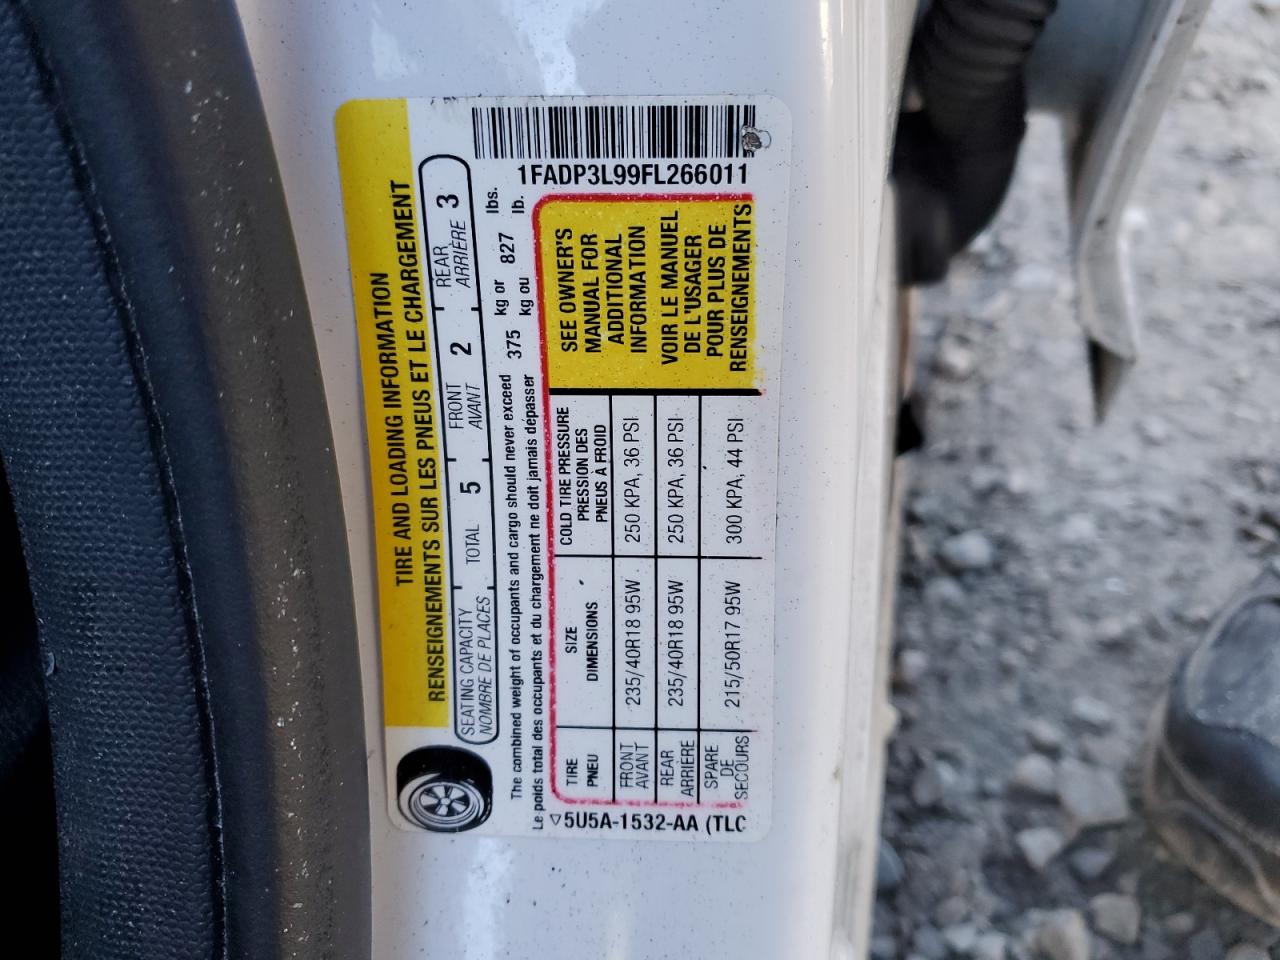 1FADP3L99FL266011
TIRE AND LOADING INFORMATION
RENSEIGNEMENTS SUR LES PNEUS ET LE CHARGEMENT
SEATING CAPACITY TOTAL 5 FRONT 2 REAR 3
NOMBRE DE PLACES AVANT ARRIÈRE
The combined weight of occupants and cargo should never exceed 375 kg or 827 lbs.
Le poids total des occupants et du chargement ne doit jamais dépasser kg ou lb.
TIRE SIZE COLD TIRE PRESSURE
PNEU DIMENSIONS PRESSION DES
PNEUS À FROID
FRONT
AVANT 235/40R18 95W 250 KPA, 36 PSI
REAR
ARRIÈRE 235/40R18 95W 250 KPA, 36 PSI
SPARE
DE
SECOURS 215/50R17 95W 300 KPA, 44 PSI
SEE OWNER'S
MANUAL FOR
ADDITIONAL
INFORMATION
VOIR LE MANUEL
DE L'USAGER
POUR PLUS DE
RENSEIGNEMENTS
5U5A-1532-AA (TLC